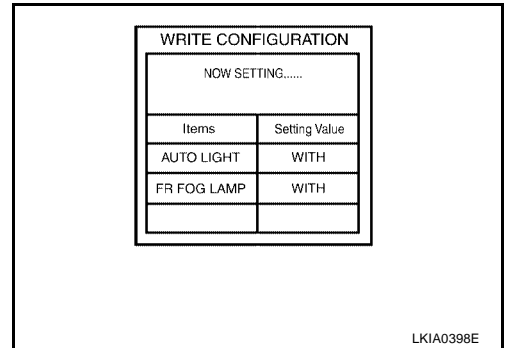 WRITE CONFIGURATION
NOW SETTING......
Items Setting Value
AUTO LIGHT WITH
FR FOG LAMP WITH
LKIA0398E